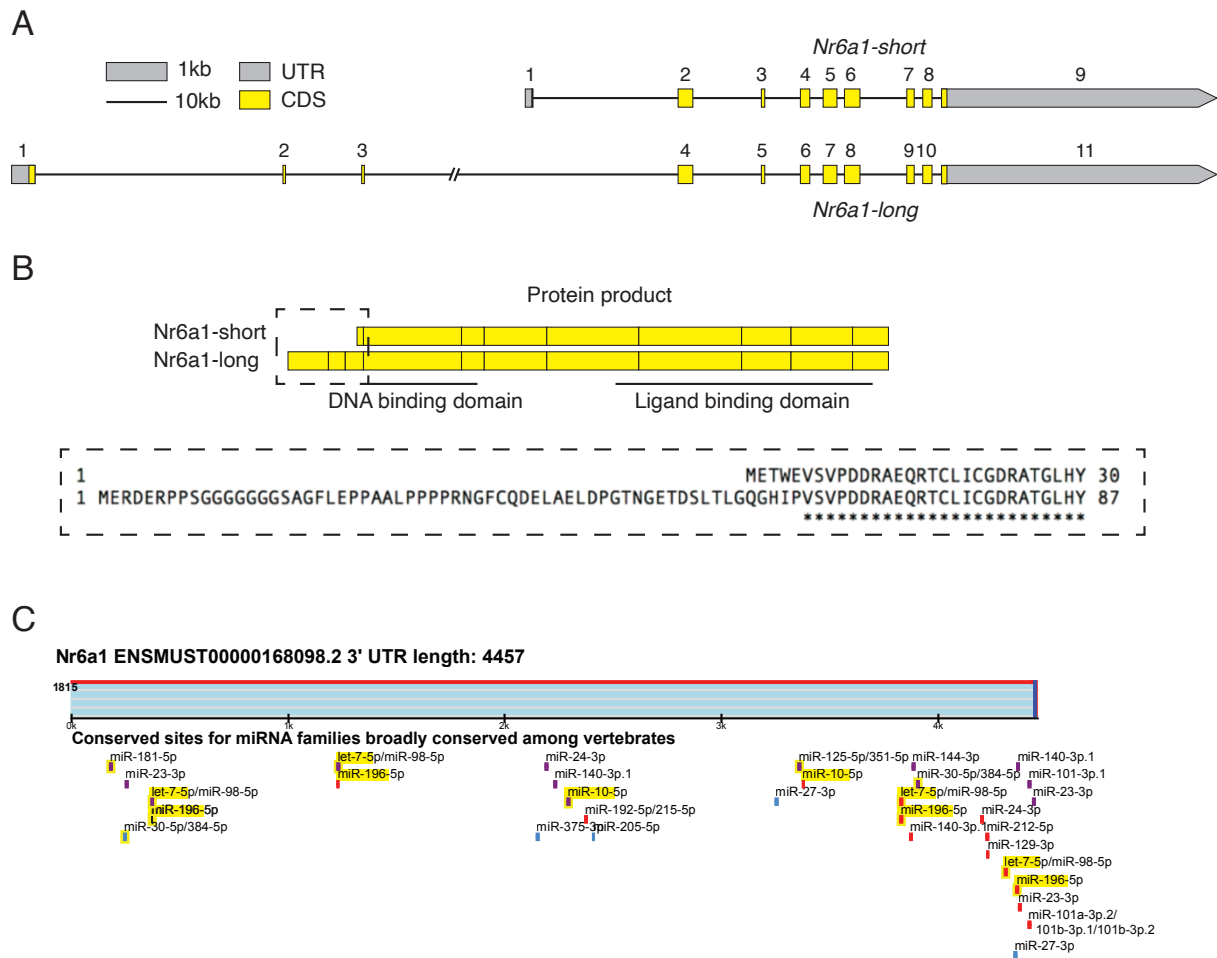 A
Nr6a1-short
1kb UTR
10kb CDS
1 2 3 4 5 6 7 8 9
1 2 3 4 5 6 7 8 9 10 11
Nr6a1-long
B
Protein product
Nr6a1-short
Nr6a1-long
DNA binding domain Ligand binding domain
1 METWEVSVPDDRAEQRTCLICGDRATGLHY 30
1 MERDERPPSGGGGGGGSAGFLEPPAALPPPPRNGFCQDELAELDPGTNGETDSLTLGQGHIPVSVPDDRAEQRTCLICGDRATGLHY 87
*************************
C
Nr6a1 ENSMUST00000168098.2 3' UTR length: 4457
1815
0k 1k 2k 3k 4k
Conserved sites for miRNA families broadly conserved among vertebrates
miR-181-5p let-7-5p/miR-98-5p miR-24-3p miR-125-5p/351-5p miR-144-3p miR-140-3p.1
miR-23-3p miR-196-5p miR-140-3p.1 miR-10-5p miR-30-5p/384-5p miR-101-3p.1
let-7-5p/miR-98-5p miR-10-5p miR-27-3p let-7-5p/miR-98-5p miR-23-3p
miR-196-5p miR-192-5p/215-5p miR-196-5p miR-24-3p
miR-30-5p/384-5p miR-375-3p miR-205-5p miR-140-3p.1 miR-212-5p
miR-129-3p
let-7-5p/miR-98-5p
miR-196-5p
miR-23-3p
miR-101a-3p.2/
101b-3p.1/101b-3p.2
miR-27-3p